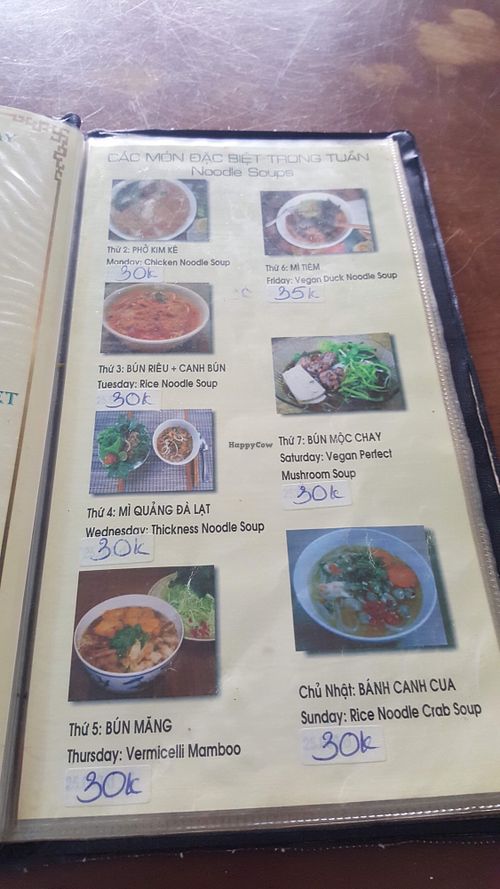 CÁC MÓN ĐẶC BIỆT TRONG TUẦN
Noodle Soups
Thứ 2: PHỞ KIM KÊ
Monday: Chicken Noodle Soup
30k
Thứ 3: BÚN RIÊU + CANH BÚN
Tuesday: Rice Noodle Soup
30k
Thứ 4: MÌ QUẢNG ĐÀ LẠT
Wednesday: Thickness Noodle Soup
30k
Thứ 5: BÚN MĂNG
Thursday: Vermicelli Mamboo
30k
Thứ 6: MÌ TIỀM
Friday: Vegan Duck Noodle Soup
35k
Thứ 7: BÚN MỘC CHAY
Saturday: Vegan Perfect
Mushroom Soup
30k
Chủ Nhật: BÁNH CANH CUA
Sunday: Rice Noodle Crab Soup
30k
HappyCow